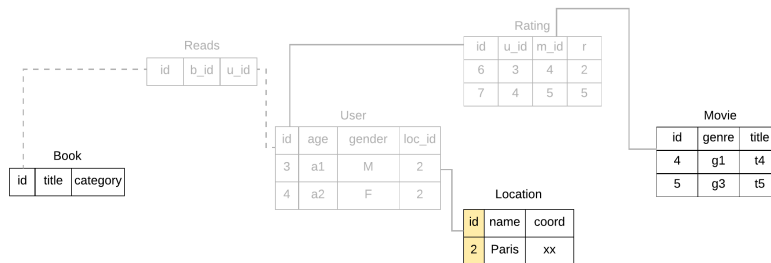 Rating
id u_id m_id r
6 3 4 2
7 4 5 5
Reads
id b_id u_id
User
id age gender loc_id
3 a1 M 2
4 a2 F 2
Movie
id genre title
4 g1 t4
5 g3 t5
Book
id title category
Location
id name coord
2 Paris xx